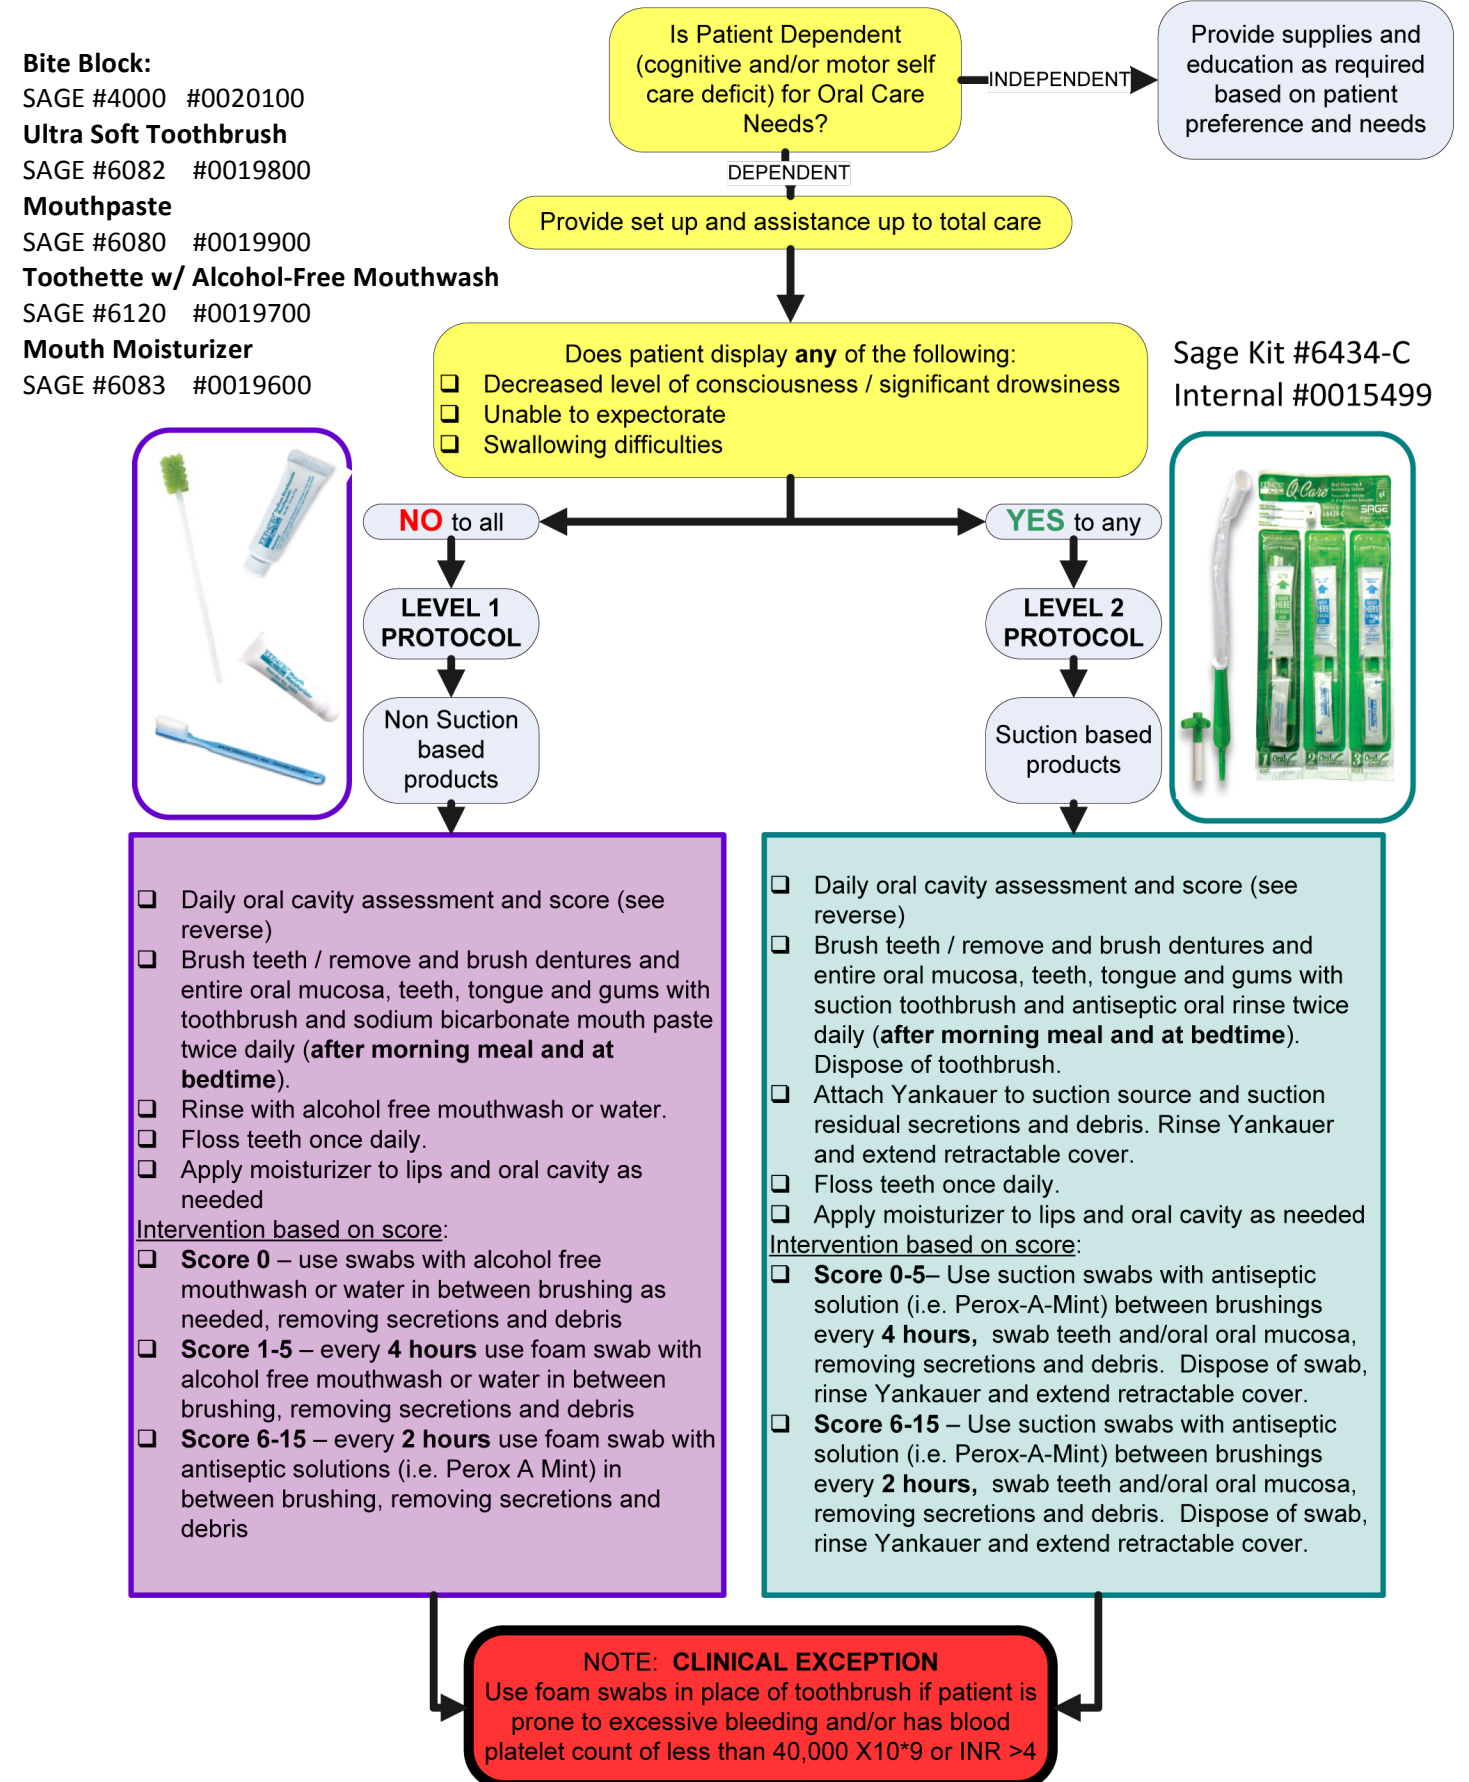 Bite Block:
SAGE #4000 #0020100
Ultra Soft Toothbrush
SAGE #6082 #0019800
Mouthpaste
SAGE #6080 #0019900
Toothette w/ Alcohol-Free Mouthwash
SAGE #6120 #0019700
Mouth Moisturizer
SAGE #6083 #0019600
Is Patient Dependent
(cognitive and/or motor self
care deficit) for Oral Care
Needs?
INDEPENDENT
Provide supplies and
education as required
based on patient
preference and needs
DEPENDENT
Provide set up and assistance up to total care
Does patient display any of the following:
❑ Decreased level of consciousness / significant drowsiness
❑ Unable to expectorate
❑ Swallowing difficulties
Sage Kit #6434-C
Internal #0015499
NO to all
YES to any
LEVEL 1
PROTOCOL
LEVEL 2
PROTOCOL
Non Suction
based
products
Suction based
products
Q·Care
SAGE
HERE
HERE
HERE
1 Oral
2 Oral
3 Oral
❑ Daily oral cavity assessment and score (see
reverse)
❑ Brush teeth / remove and brush dentures and
entire oral mucosa, teeth, tongue and gums with
toothbrush and sodium bicarbonate mouth paste
twice daily (after morning meal and at
bedtime).
❑ Rinse with alcohol free mouthwash or water.
❑ Floss teeth once daily.
❑ Apply moisturizer to lips and oral cavity as
needed
Intervention based on score:
❑ Score 0 – use swabs with alcohol free
mouthwash or water in between brushing as
needed, removing secretions and debris
❑ Score 1-5 – every 4 hours use foam swab with
alcohol free mouthwash or water in between
brushing, removing secretions and debris
❑ Score 6-15 – every 2 hours use foam swab with
antiseptic solutions (i.e. Perox A Mint) in
between brushing, removing secretions and
debris
❑ Daily oral cavity assessment and score (see
reverse)
❑ Brush teeth / remove and brush dentures and
entire oral mucosa, teeth, tongue and gums with
suction toothbrush and antiseptic oral rinse twice
daily (after morning meal and at bedtime).
Dispose of toothbrush.
❑ Attach Yankauer to suction source and suction
residual secretions and debris. Rinse Yankauer
and extend retractable cover.
❑ Floss teeth once daily.
❑ Apply moisturizer to lips and oral cavity as needed
Intervention based on score:
❑ Score 0-5– Use suction swabs with antiseptic
solution (i.e. Perox-A-Mint) between brushings
every 4 hours, swab teeth and/oral oral mucosa,
removing secretions and debris. Dispose of swab,
rinse Yankauer and extend retractable cover.
❑ Score 6-15 – Use suction swabs with antiseptic
solution (i.e. Perox-A-Mint) between brushings
every 2 hours, swab teeth and/oral oral mucosa,
removing secretions and debris. Dispose of swab,
rinse Yankauer and extend retractable cover.
NOTE: CLINICAL EXCEPTION
Use foam swabs in place of toothbrush if patient is
prone to excessive bleeding and/or has blood
platelet count of less than 40,000 X10*9 or INR >4